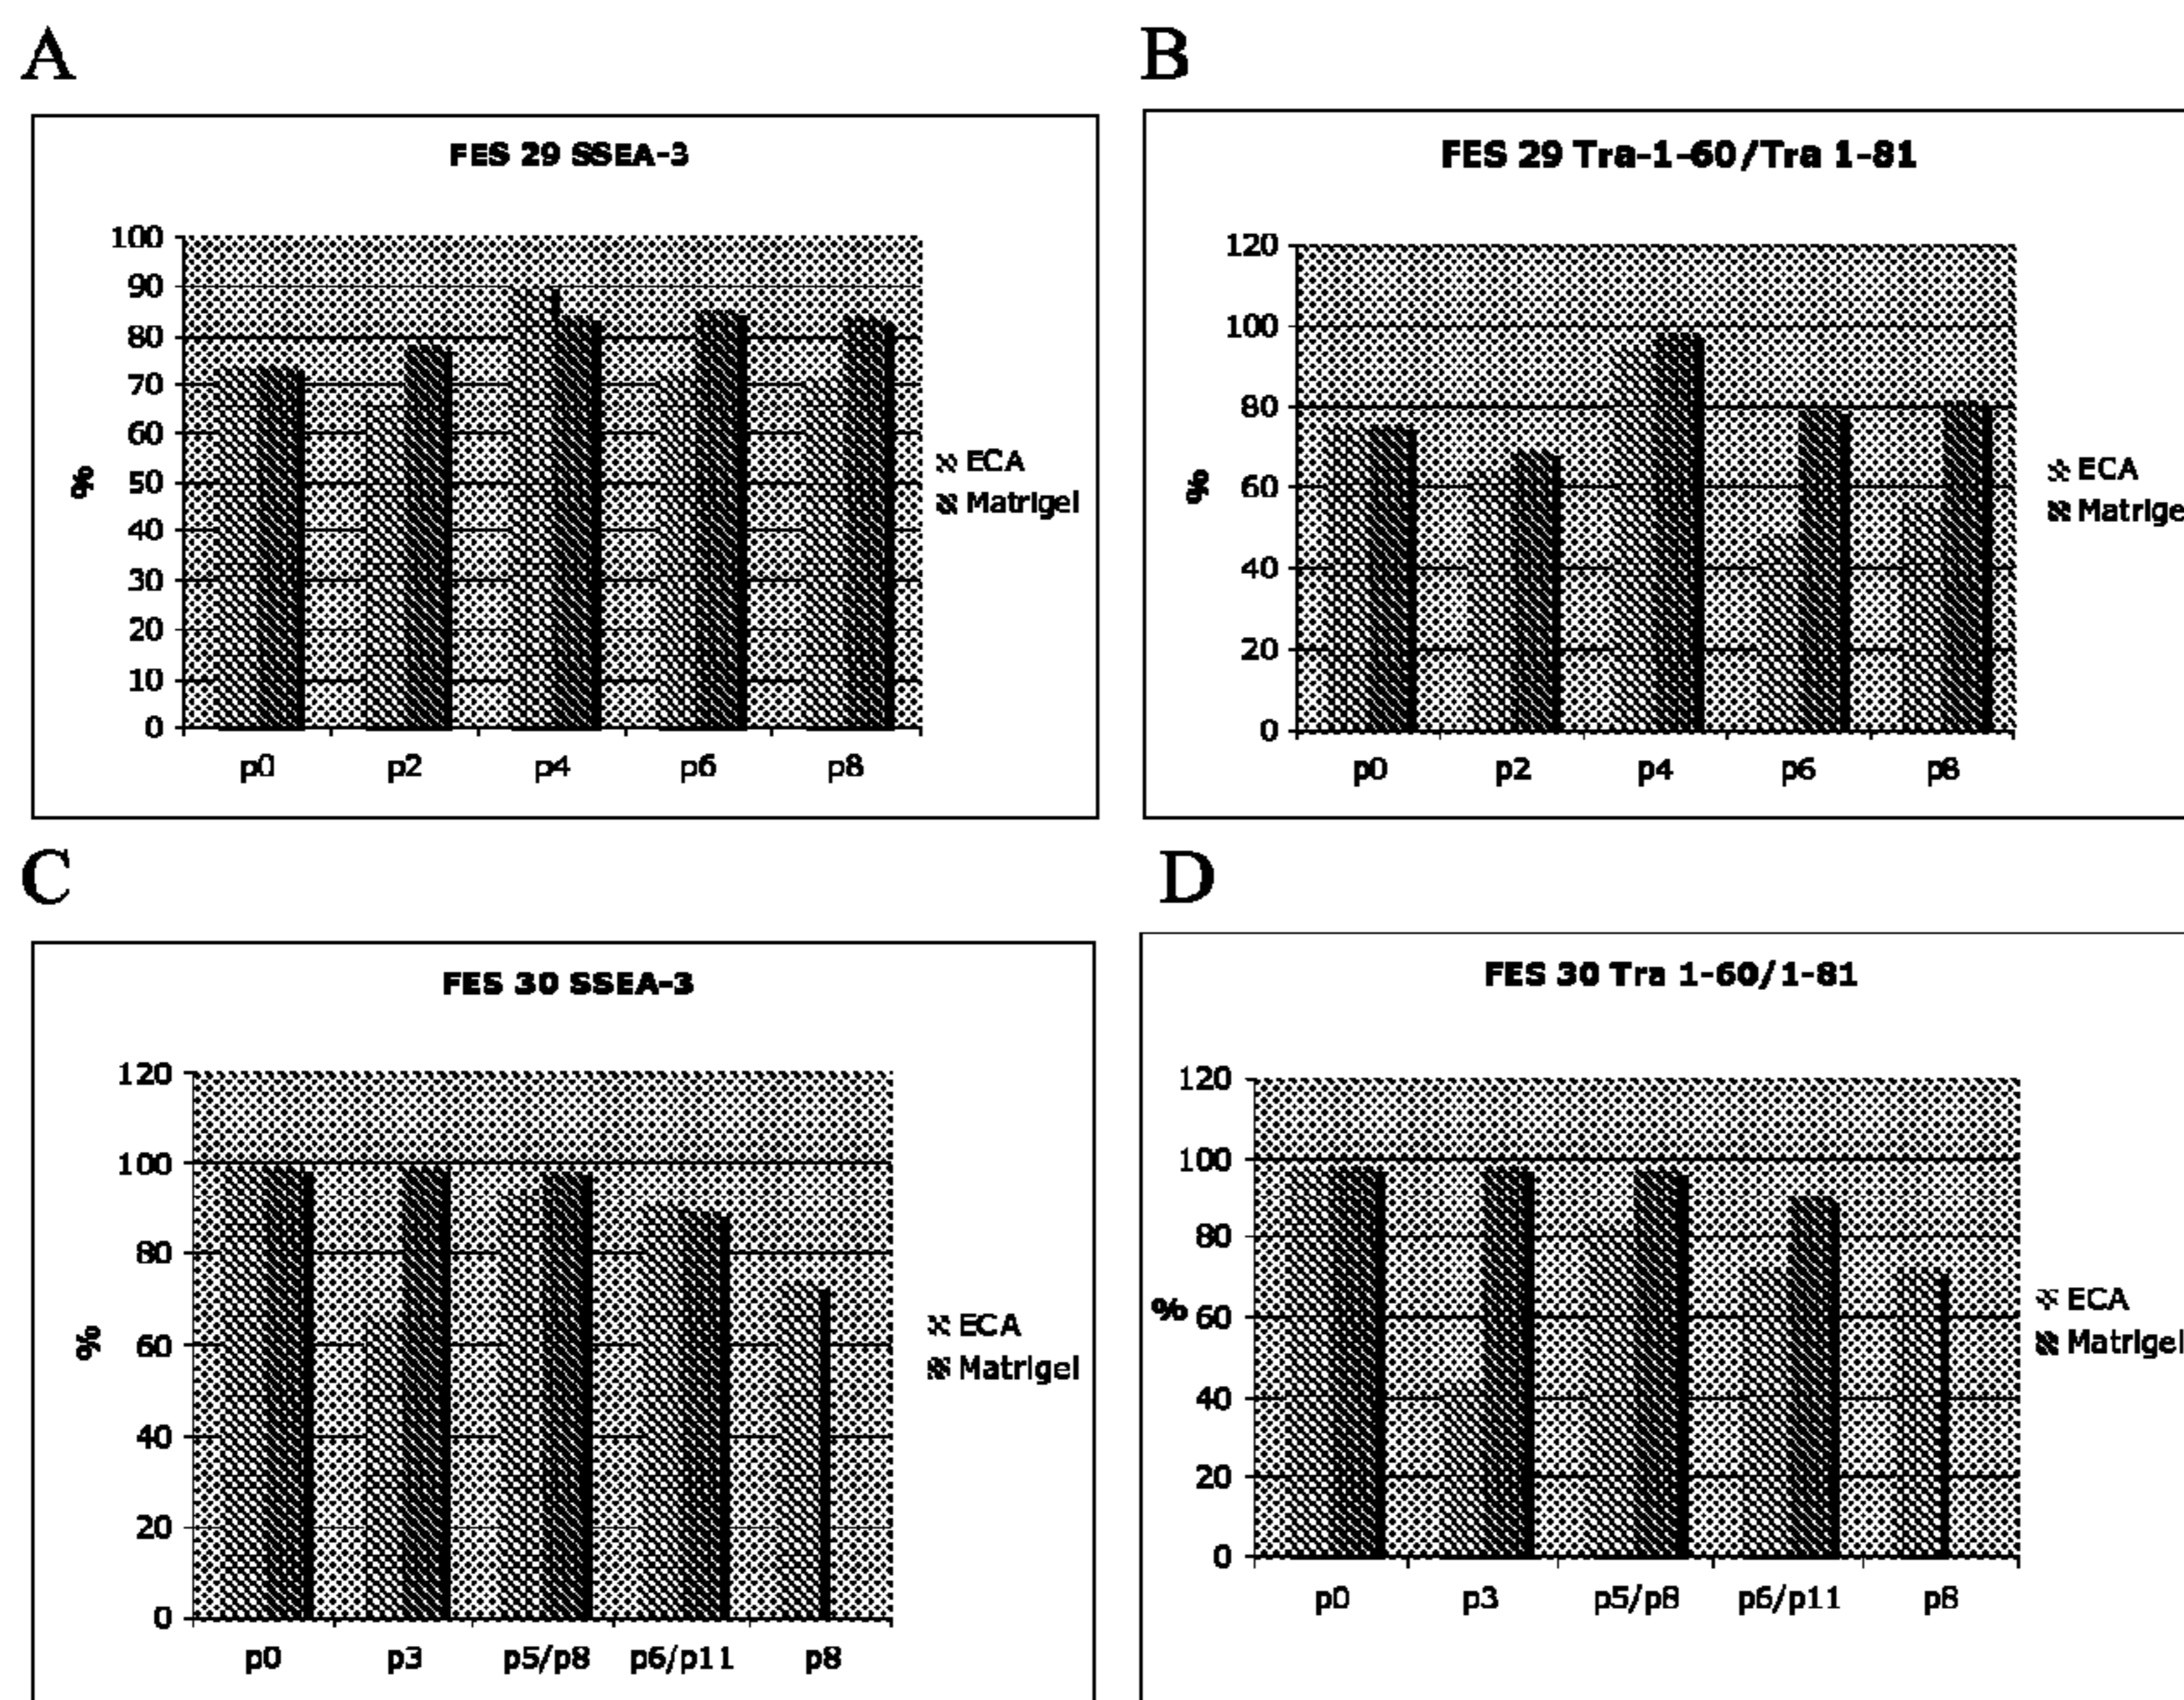 A
FES 29 SSEA-3
100
90
80
70
60
50
40
30
20
10
0
%
p0 p2 p4 p6 p8
ECA
Matrigel
B
FES 29 Tra-1-60/Tra 1-81
120
100
80
60
40
20
0
%
p0 p2 p4 p6 p8
ECA
Matrige
C
FES 30 SSEA-3
120
100
80
60
40
20
0
%
p0 p3 p5/p8 p6/p11 p8
ECA
Matrigel
D
FES 30 Tra 1-60/1-81
120
100
80
60
40
20
0
%
p0 p3 p5/p8 p6/p11 p8
ECA
Matrigel